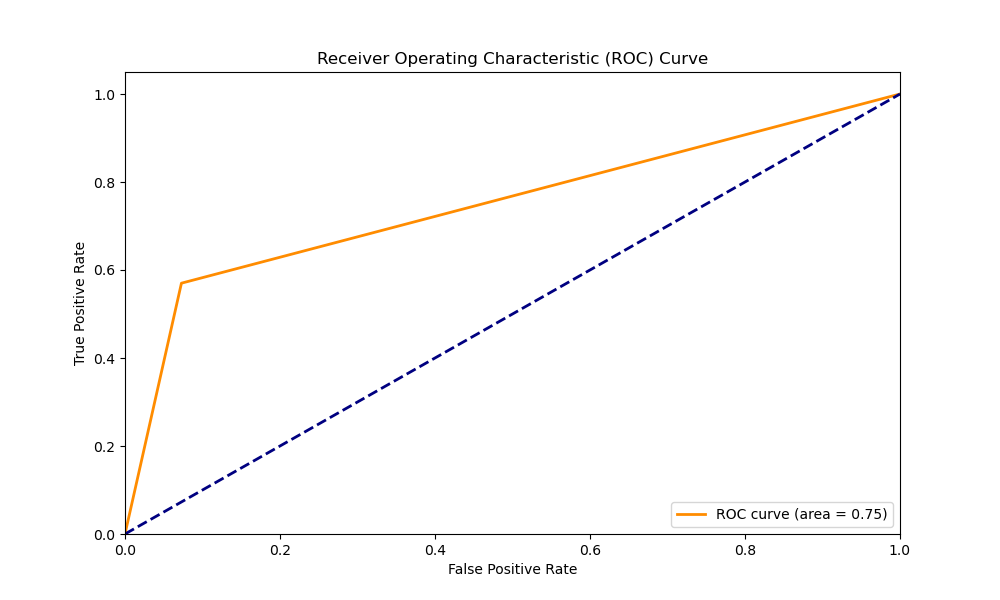 Receiver Operating Characteristic (ROC) Curve
1.0
0.8
0.6
0.4
0.2
0.0
True Positive Rate
0.0 0.2 0.4 0.6 0.8 1.0
False Positive Rate
ROC curve (area = 0.75)